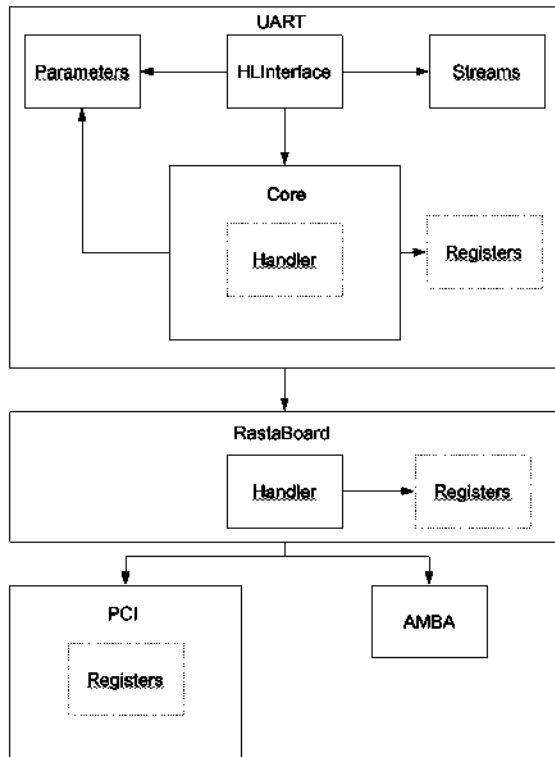 UART
Parameters
HLInterface
Streams
Core
Handler
Registers
RastaBoard
Handler
Registers
PCI
AMBA
Registers